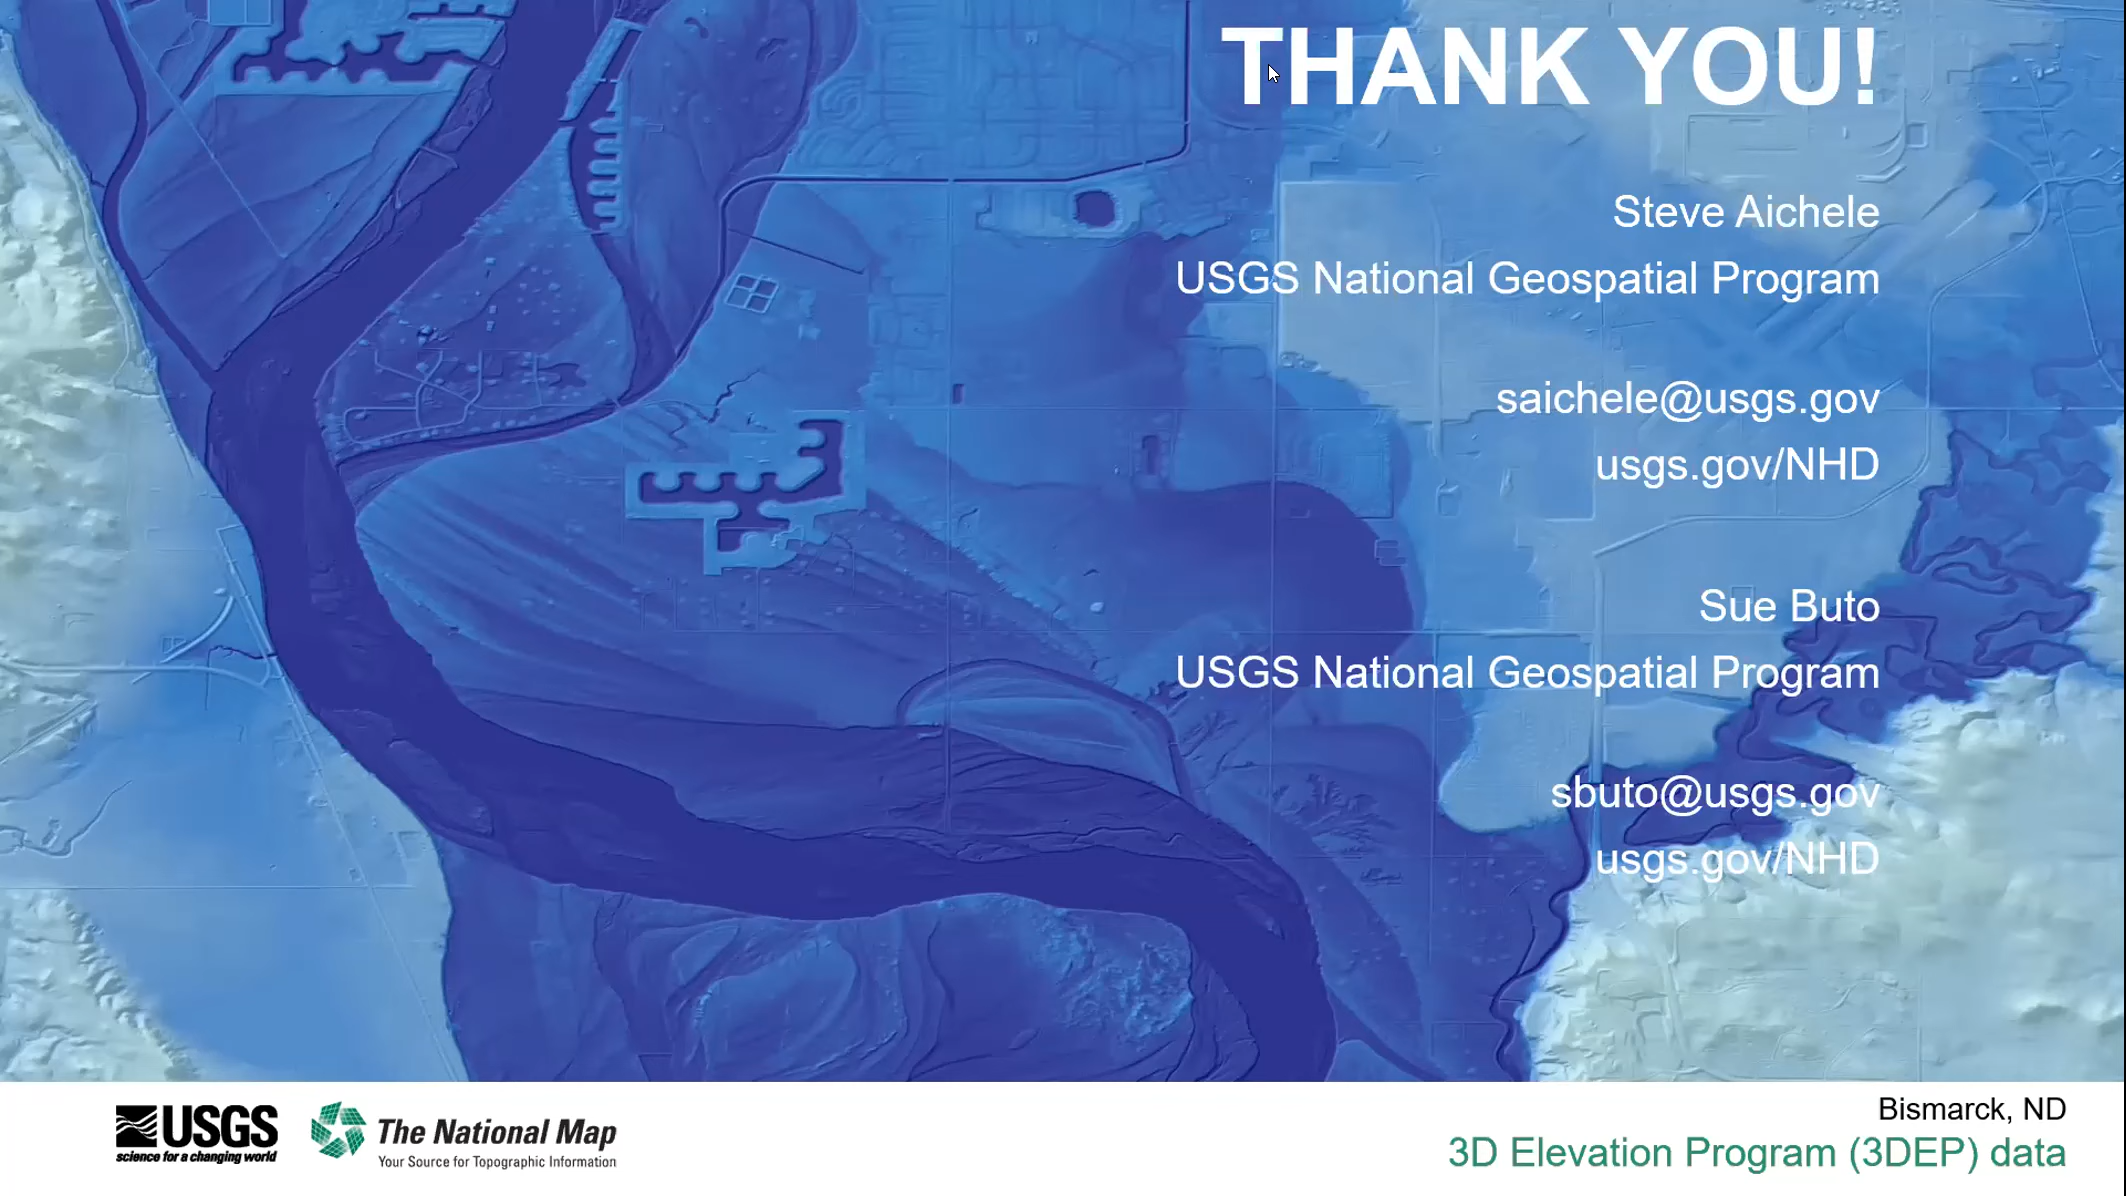 THANK YOU!
Steve Aichele
USGS National Geospatial Program
saichele@usgs.gov
usgs.gov/NHD
Sue Buto
USGS National Geospatial Program
sbuto@usgs.gov
usgs.gov/NHD
USGS
science for a changing world
The National Map
Your Source for Topographic Information
Bismarck, ND
3D Elevation Program (3DEP) data